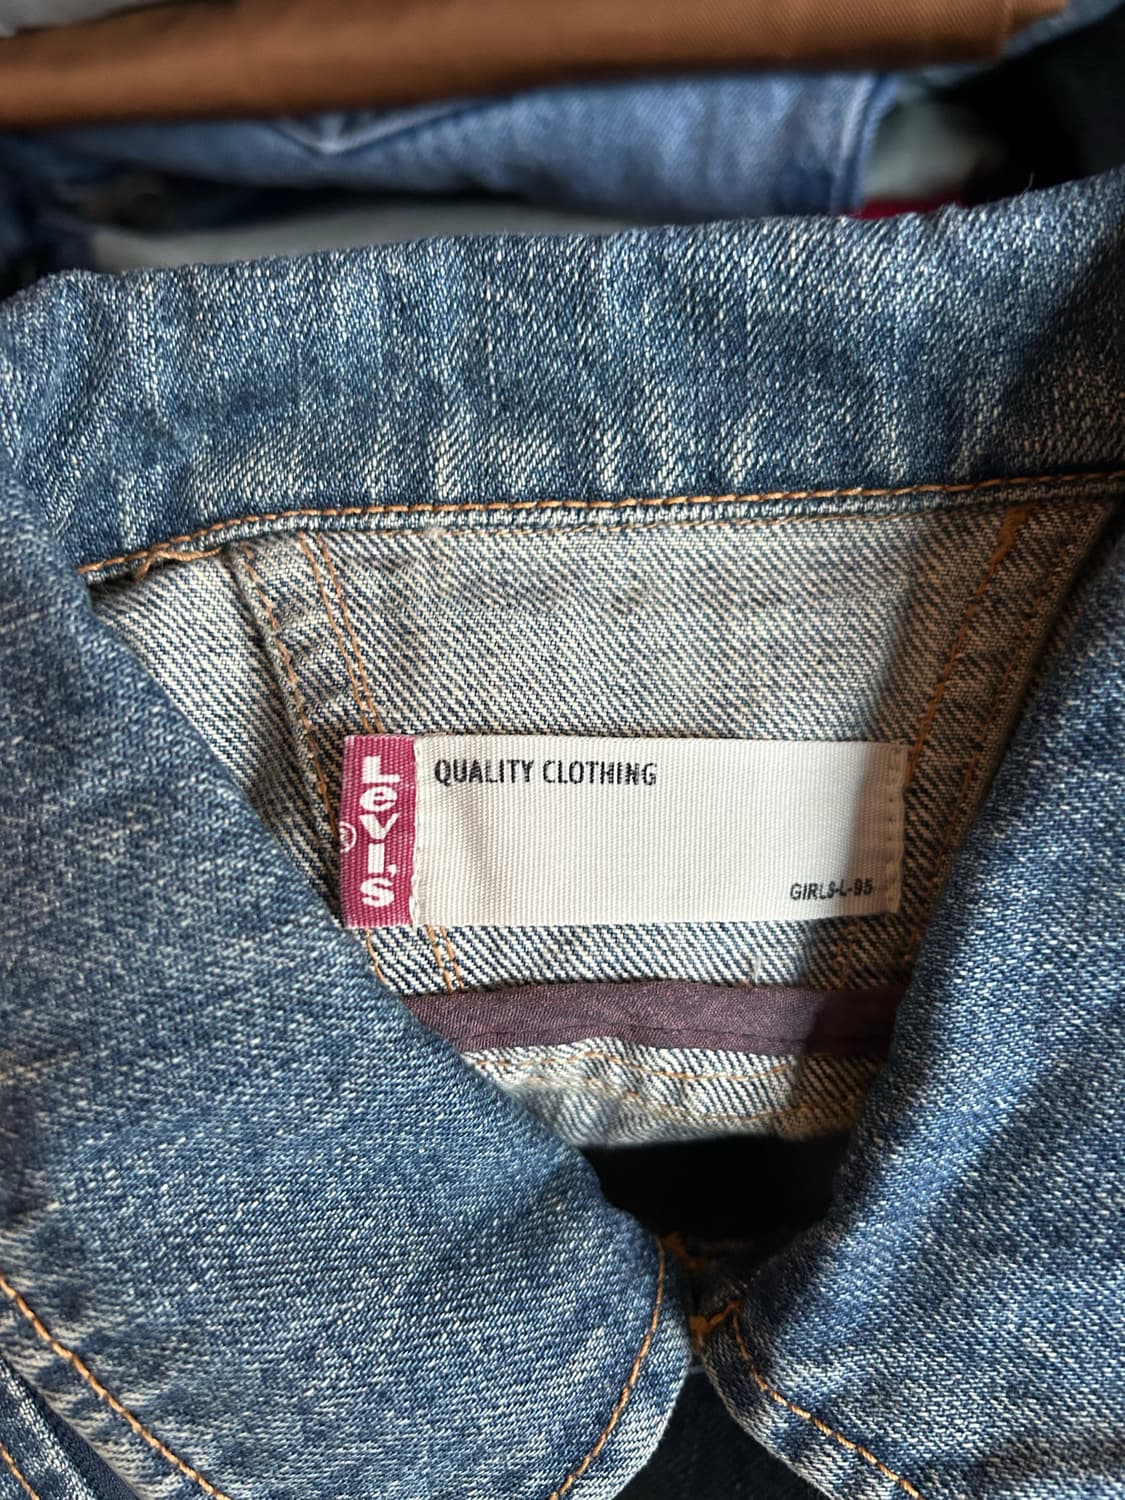 Levi's
®
QUALITY CLOTHING
GIRLS-L-95